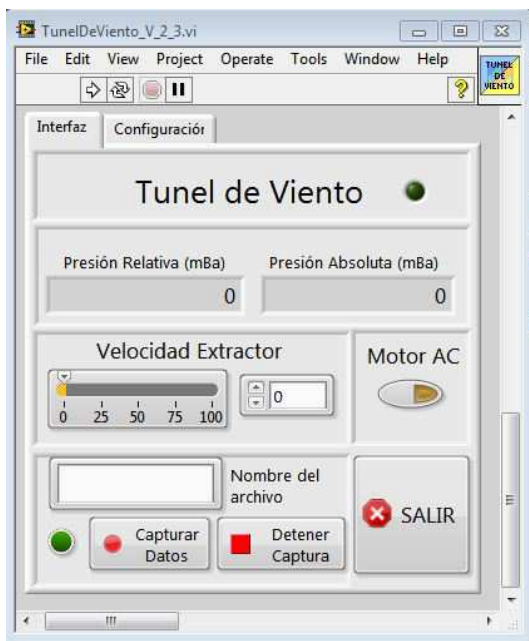 TunelDeViento_V_2_3.vi
File Edit View Project Operate Tools Window Help
TUNEL
DE
VIENTO
Interfaz Configuración
Tunel de Viento
Presión Relativa (mBa) Presión Absoluta (mBa)
0 0
Velocidad Extractor
Motor AC
0
0 25 50 75 100
Nombre del
archivo
SALIR
Capturar
Datos
Detener
Captura